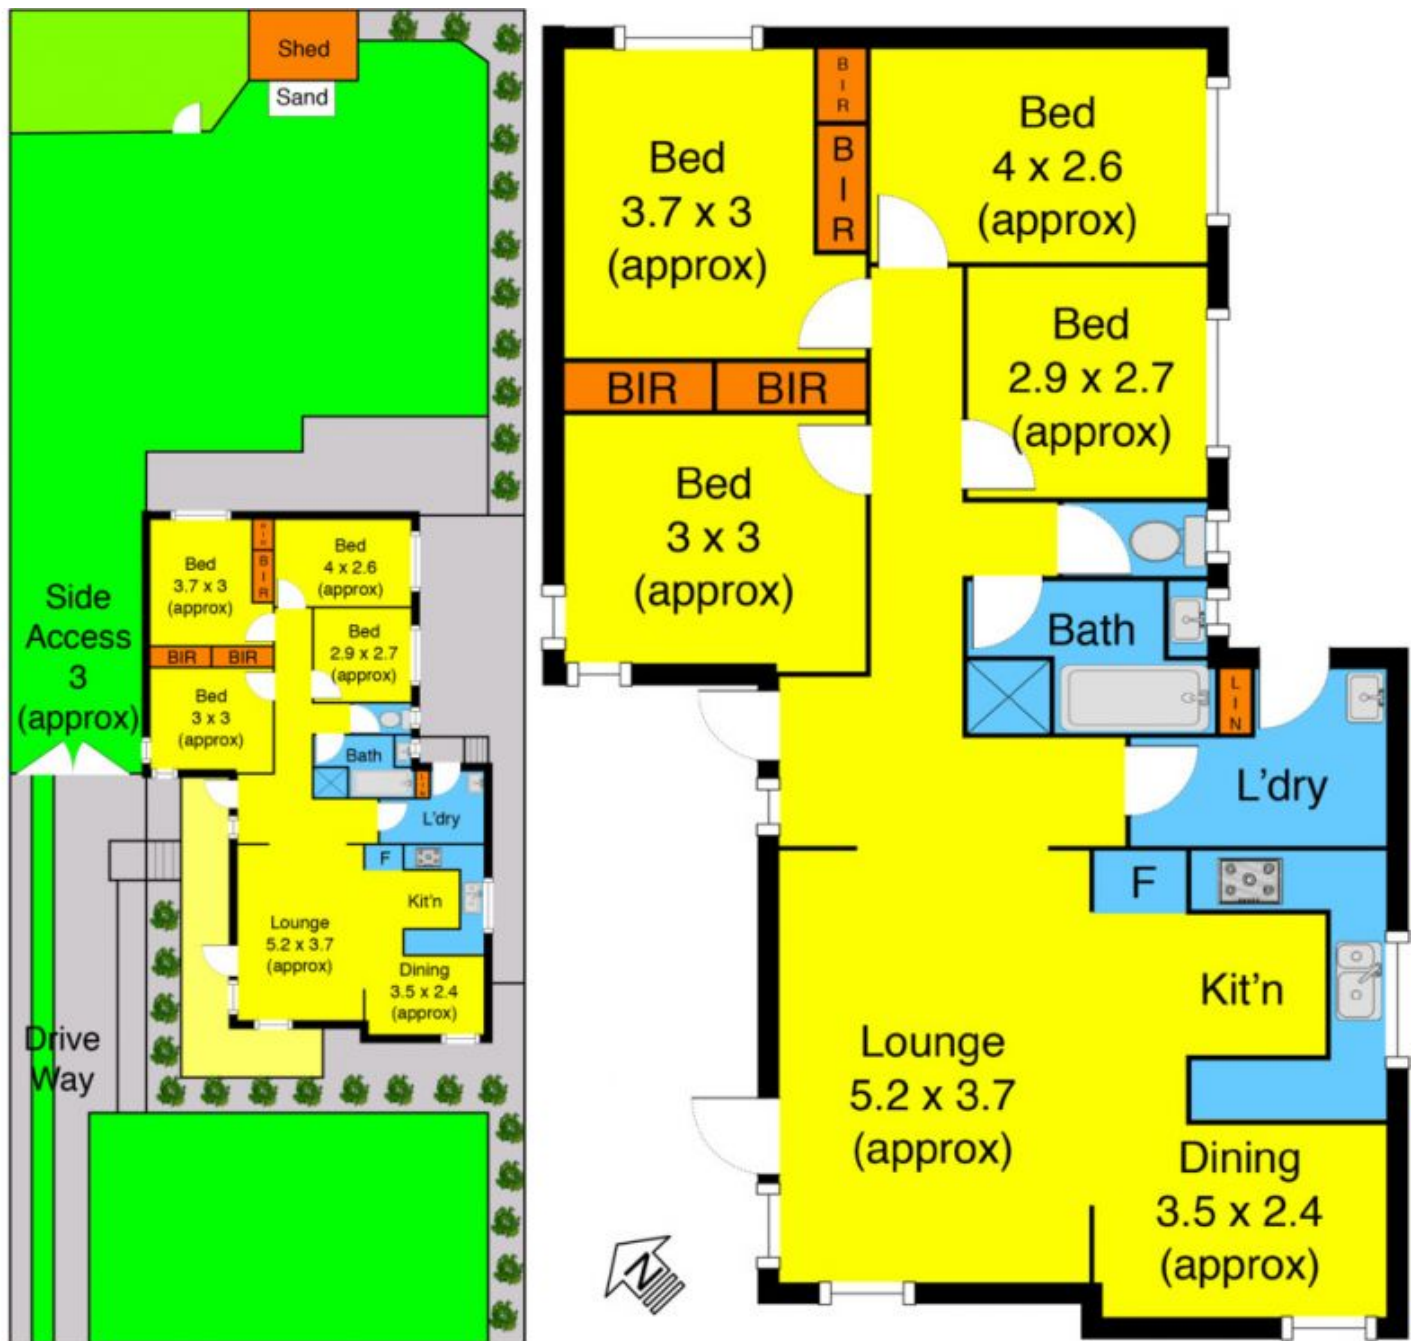 Shed
Sand
Side
Access
3
(approx)
Drive
Way
Bed
3.7 x 3
(approx)
BIR
BIR
Bed
4 x 2.6
(approx)
Bed
2.9 x 2.7
(approx)
BIR
BIR
Bed
3 x 3
(approx)
Bath
LIN
L'dry
F
Kit'n
Lounge
5.2 x 3.7
(approx)
Dining
3.5 x 2.4
(approx)
Bed
3.7 x 3
(approx)
B
I
R
B
I
R
Bed
4 x 2.6
(approx)
Bed
2.9 x 2.7
(approx)
BIR
BIR
Bed
3 x 3
(approx)
Bath
L
I
N
L'dry
F
Kit'n
Lounge
5.2 x 3.7
(approx)
Dining
3.5 x 2.4
(approx)
N